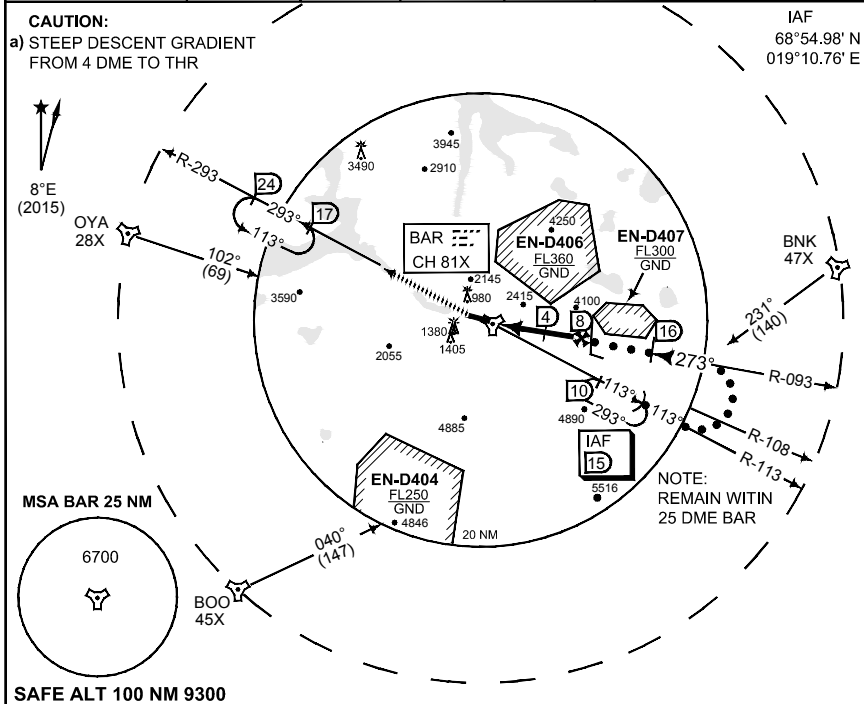 CAUTION:
a) STEEP DESCENT GRADIENT
FROM 4 DME TO THR
IAF
68°54.98' N
019°10.76' E
8°E
(2015)
R-293
24
293°
17
113°
OYA
28X
102°
(69)
3490
3945
2910
BAR
CH 81X
EN-D406
4250
FL360
GND
EN-D407
FL300
GND
BNK
47X
231°
(140)
3590
2145
980
2415
4100
4
8
16
1380
1405
2055
273°
R-093
10
113°
293°
113°
4890
R-108
R-113
4885
IAF
15
5516
NOTE:
REMAIN WITIN
25 DME BAR
EN-D404
FL250
GND
4846
20 NM
MSA BAR 25 NM
6700
040°
(147)
BOO
45X
SAFE ALT 100 NM 9300